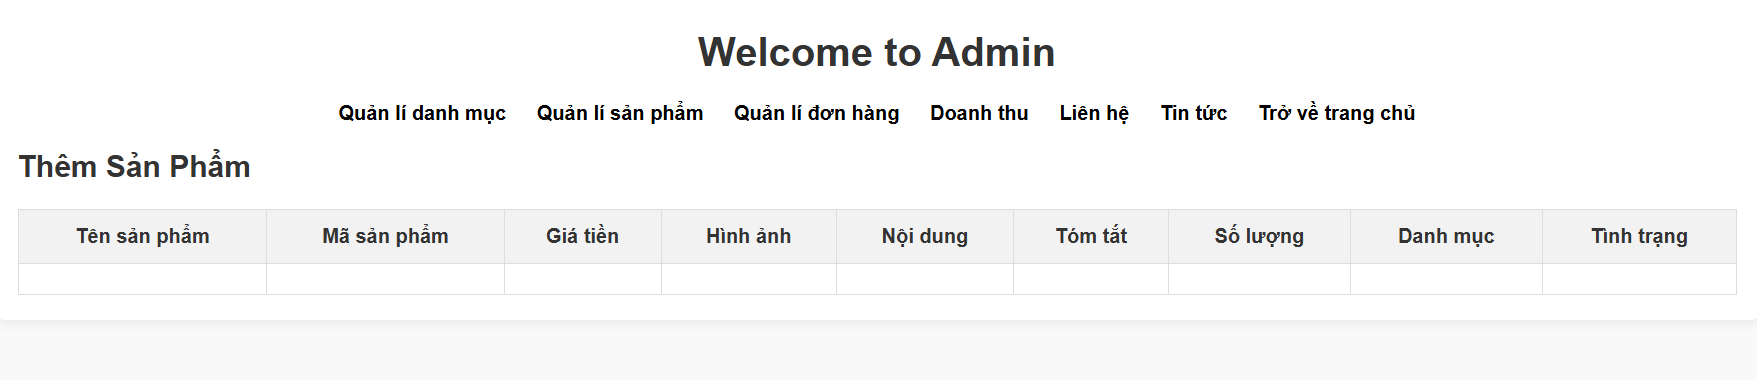 Welcome to Admin
Quản lí danh mục Quản lí sản phẩm Quản lí đơn hàng Doanh thu Liên hệ Tin tức Trở về trang chủ
Thêm Sản Phẩm
Tên sản phẩm Mã sản phẩm Giá tiền Hình ảnh Nội dung Tóm tắt Số lượng Danh mục Tình trạng